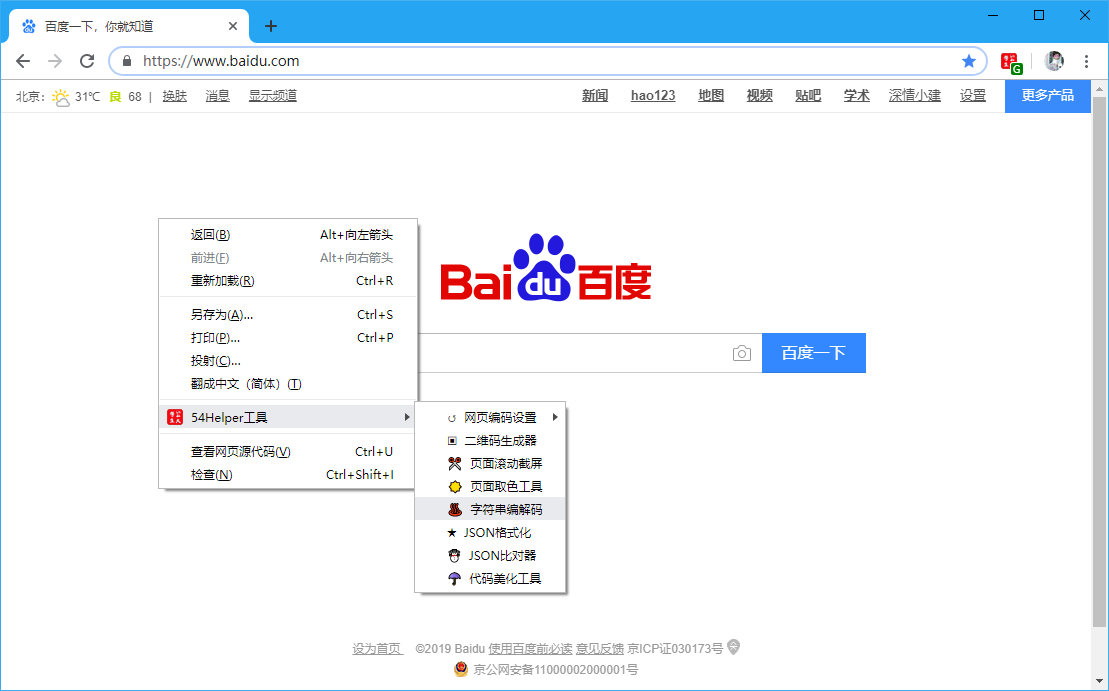 百度一下，你就知道
https://www.baidu.com
G
北京: 31℃ 良 68 | 换肤 消息 显示频道 新闻 hao123 地图 视频 贴吧 学术 深情小建 设置 更多产品
Baidu百度
百度一下
返回(B) Alt+向左箭头
前进(F) Alt+向右箭头
重新加载(R) Ctrl+R
另存为(A)... Ctrl+S
打印(P)... Ctrl+P
投射(C)...
翻成中文（简体）(T)
54Helper工具
查看网页源代码(V) Ctrl+U
检查(N) Ctrl+Shift+I
网页编码设置
二维码生成器
页面滚动截屏
页面取色工具
字符串编解码
JSON格式化
JSON比对器
代码美化工具
设为首页 ©2019 Baidu 使用百度前必读 意见反馈 京ICP证030173号
京公网安备11000002000001号